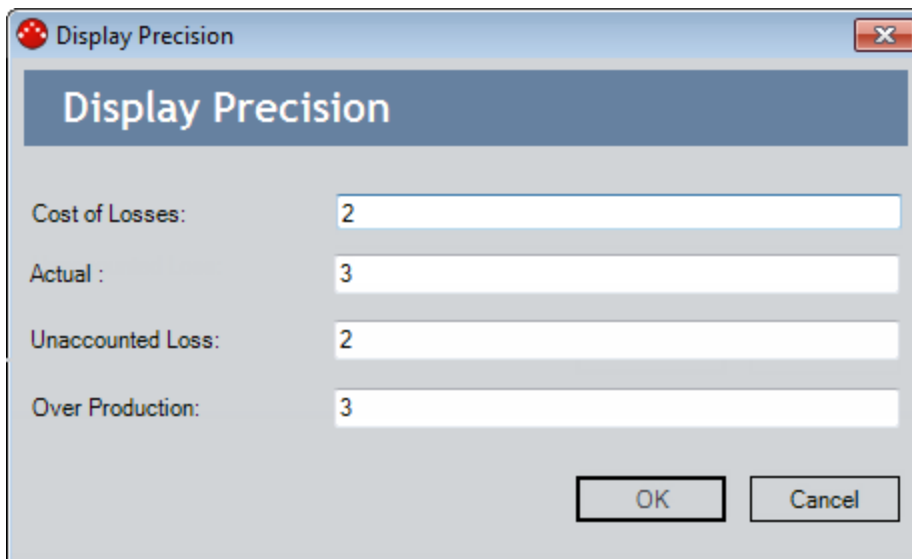 Display Precision
Display Precision
Cost of Losses: 2
Actual : 3
Unaccounted Loss: 2
Over Production: 3
OK Cancel